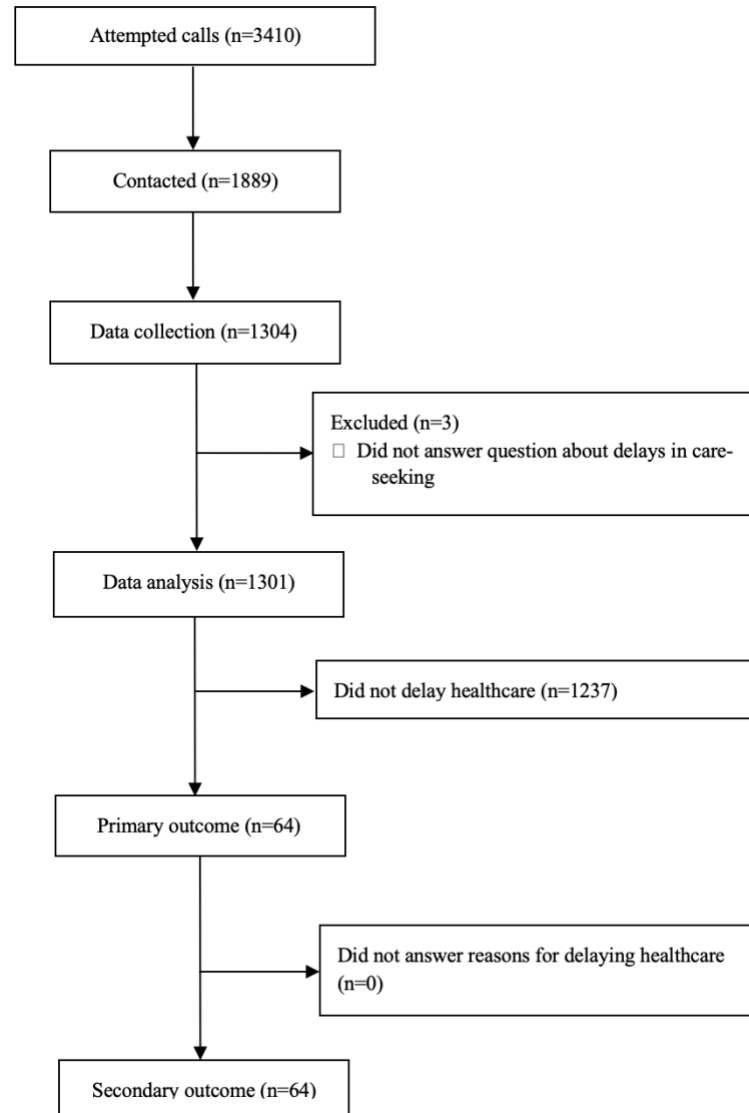 Attempted calls (n=3410)
Contacted (n=1889)
Data collection (n=1304)
Excluded (n=3)
Did not answer question about delays in care-
seeking
Data analysis (n=1301)
Did not delay healthcare (n=1237)
Primary outcome (n=64)
Did not answer reasons for delaying healthcare
(n=0)
Secondary outcome (n=64)